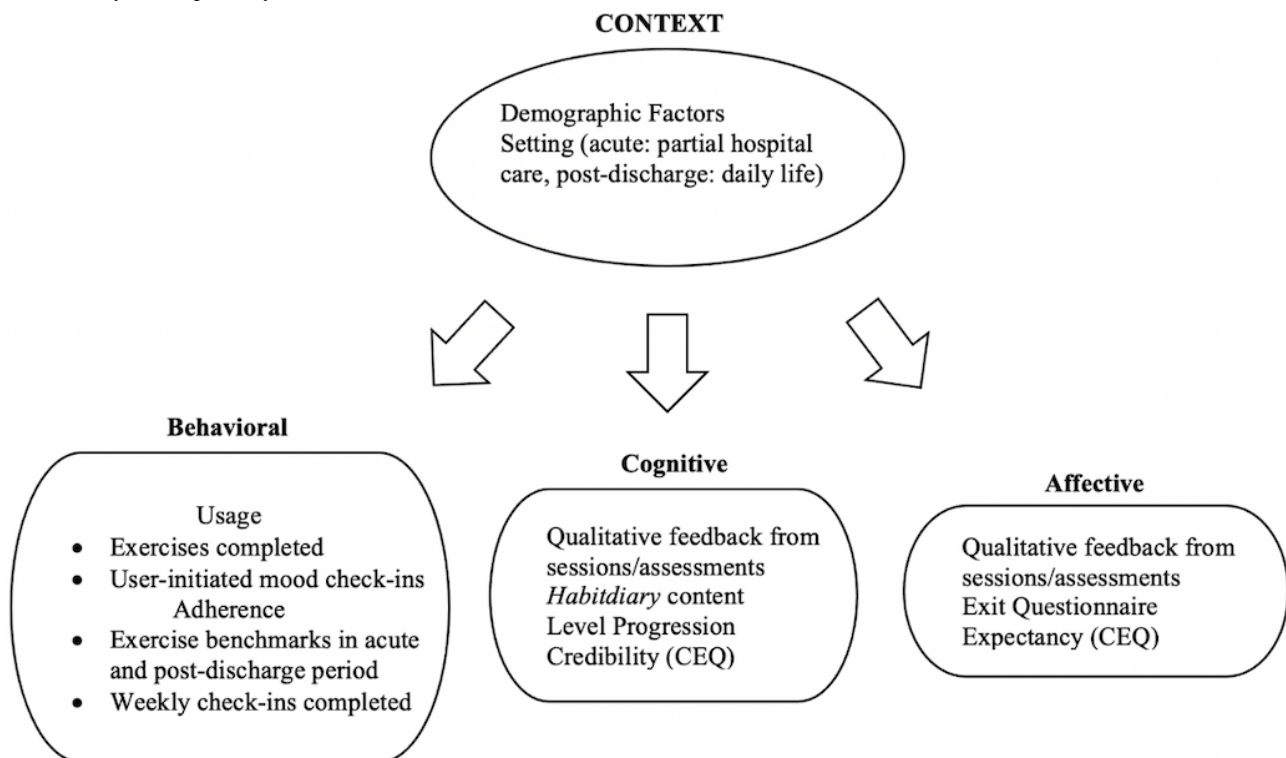 CONTEXT
Demographic Factors
Setting (acute: partial hospital
care, post-discharge: daily life)
Behavioral
Usage
• Exercises completed
• User-initiated mood check-ins
Adherence
• Exercise benchmarks in acute
and post-discharge period
• Weekly check-ins completed
Cognitive
Qualitative feedback from
sessions/assessments
Habitdiary content
Level Progression
Credibility (CEQ)
Affective
Qualitative feedback from
sessions/assessments
Exit Questionnaire
Expectancy (CEQ)